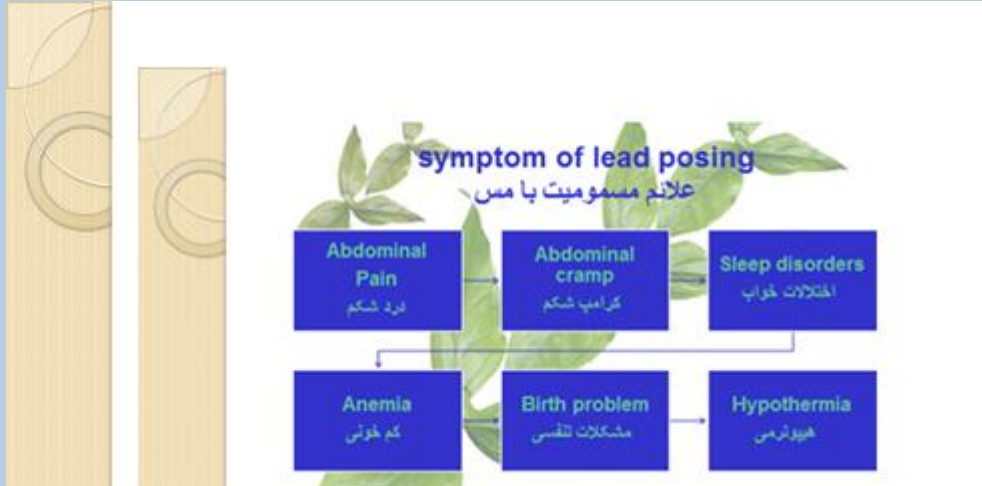 symptom of lead posing
علائم مسمومیت با مس
Abdominal
Pain
درد شکم
Abdominal
cramp
کرامپ شکم
Sleep disorders
اختلالات خواب
Anemia
کم خونی
Birth problem
مشکلات تنفسی
Hypothermia
هیپوترمی